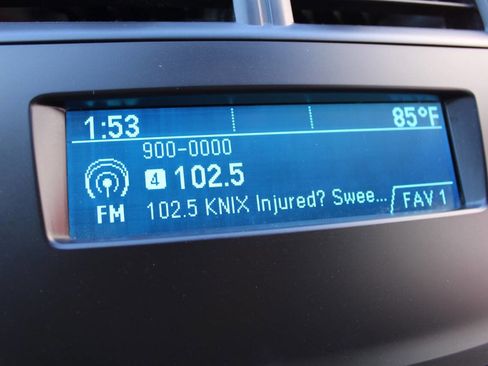 1:53 85°F
900-0000
4 102.5
FM 102.5 KNIX Injured? Swee... FAV 1